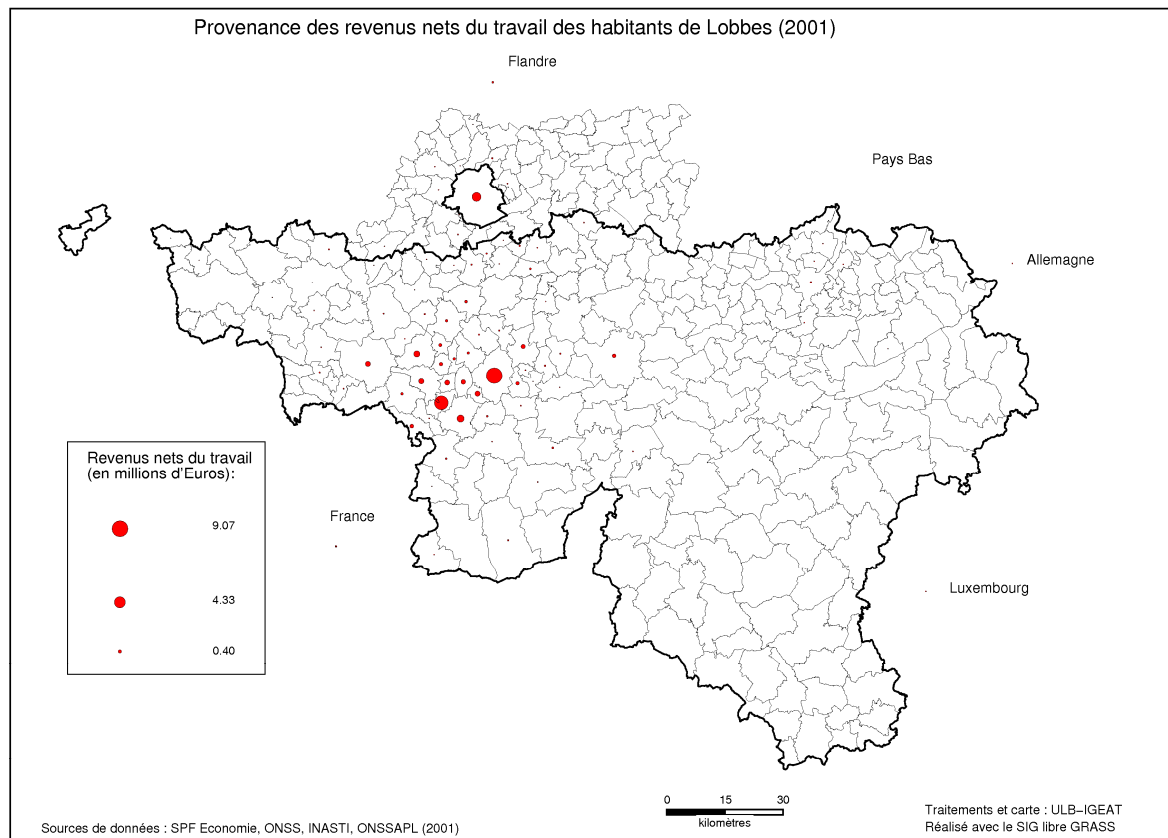 Provenance des revenus nets du travail des habitants de Lobbes (2001)
Flandre
Pays Bas
Allemagne
Revenus nets du travail
(en millions d'Euros):
9.07
4.33
0.40
France
Luxembourg
0 15 30
kilomètres
Sources de données : SPF Economie, ONSS, INASTI, ONSSAPL (2001)
Traitements et carte : ULB–IGEAT
Réalisé avec le SIG libre GRASS